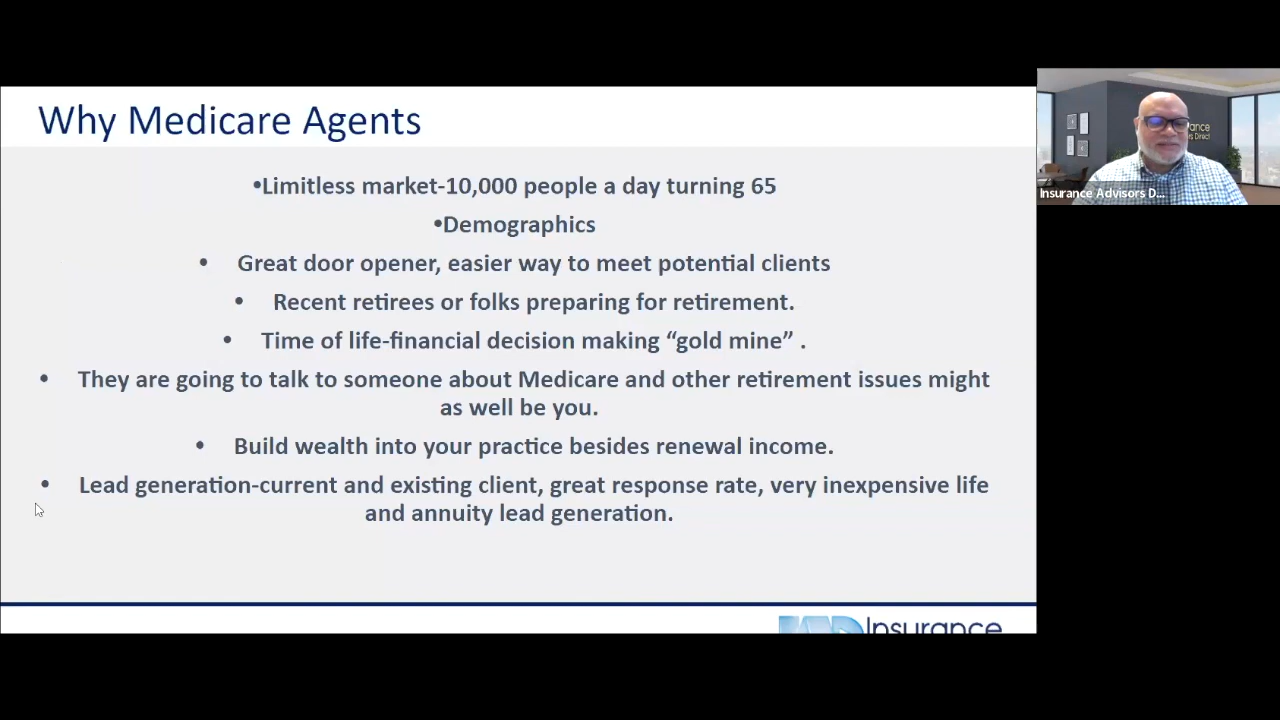 Why Medicare Agents
•Limitless market-10,000 people a day turning 65
•Demographics
• Great door opener, easier way to meet potential clients
• Recent retirees or folks preparing for retirement.
• Time of life-financial decision making “gold mine” .
• They are going to talk to someone about Medicare and other retirement issues might
as well be you.
• Build wealth into your practice besides renewal income.
• Lead generation-current and existing client, great response rate, very inexpensive life
and annuity lead generation.
IAD Insurance
Insurance Advisors D...